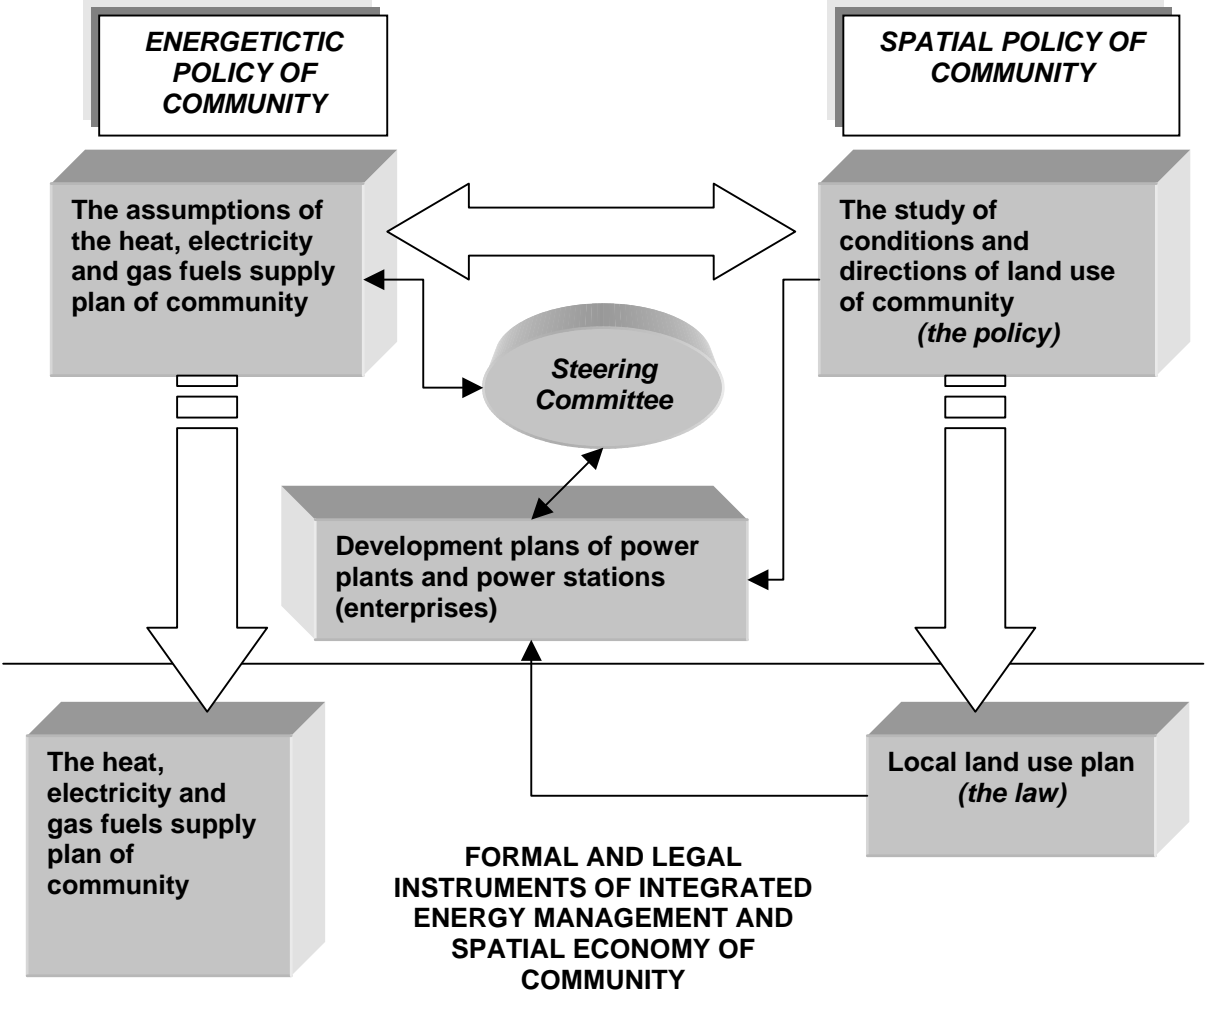 ENERGETICTIC
POLICY OF
COMMUNITY
SPATIAL POLICY OF
COMMUNITY
The assumptions of
the heat, electricity
and gas fuels supply
plan of community
The study of
conditions and
directions of land use
of community
(the policy)
Steering
Committee
Development plans of power
plants and power stations
(enterprises)
The heat,
electricity and
gas fuels supply
plan of
community
Local land use plan
(the law)
FORMAL AND LEGAL
INSTRUMENTS OF INTEGRATED
ENERGY MANAGEMENT AND
SPATIAL ECONOMY OF
COMMUNITY